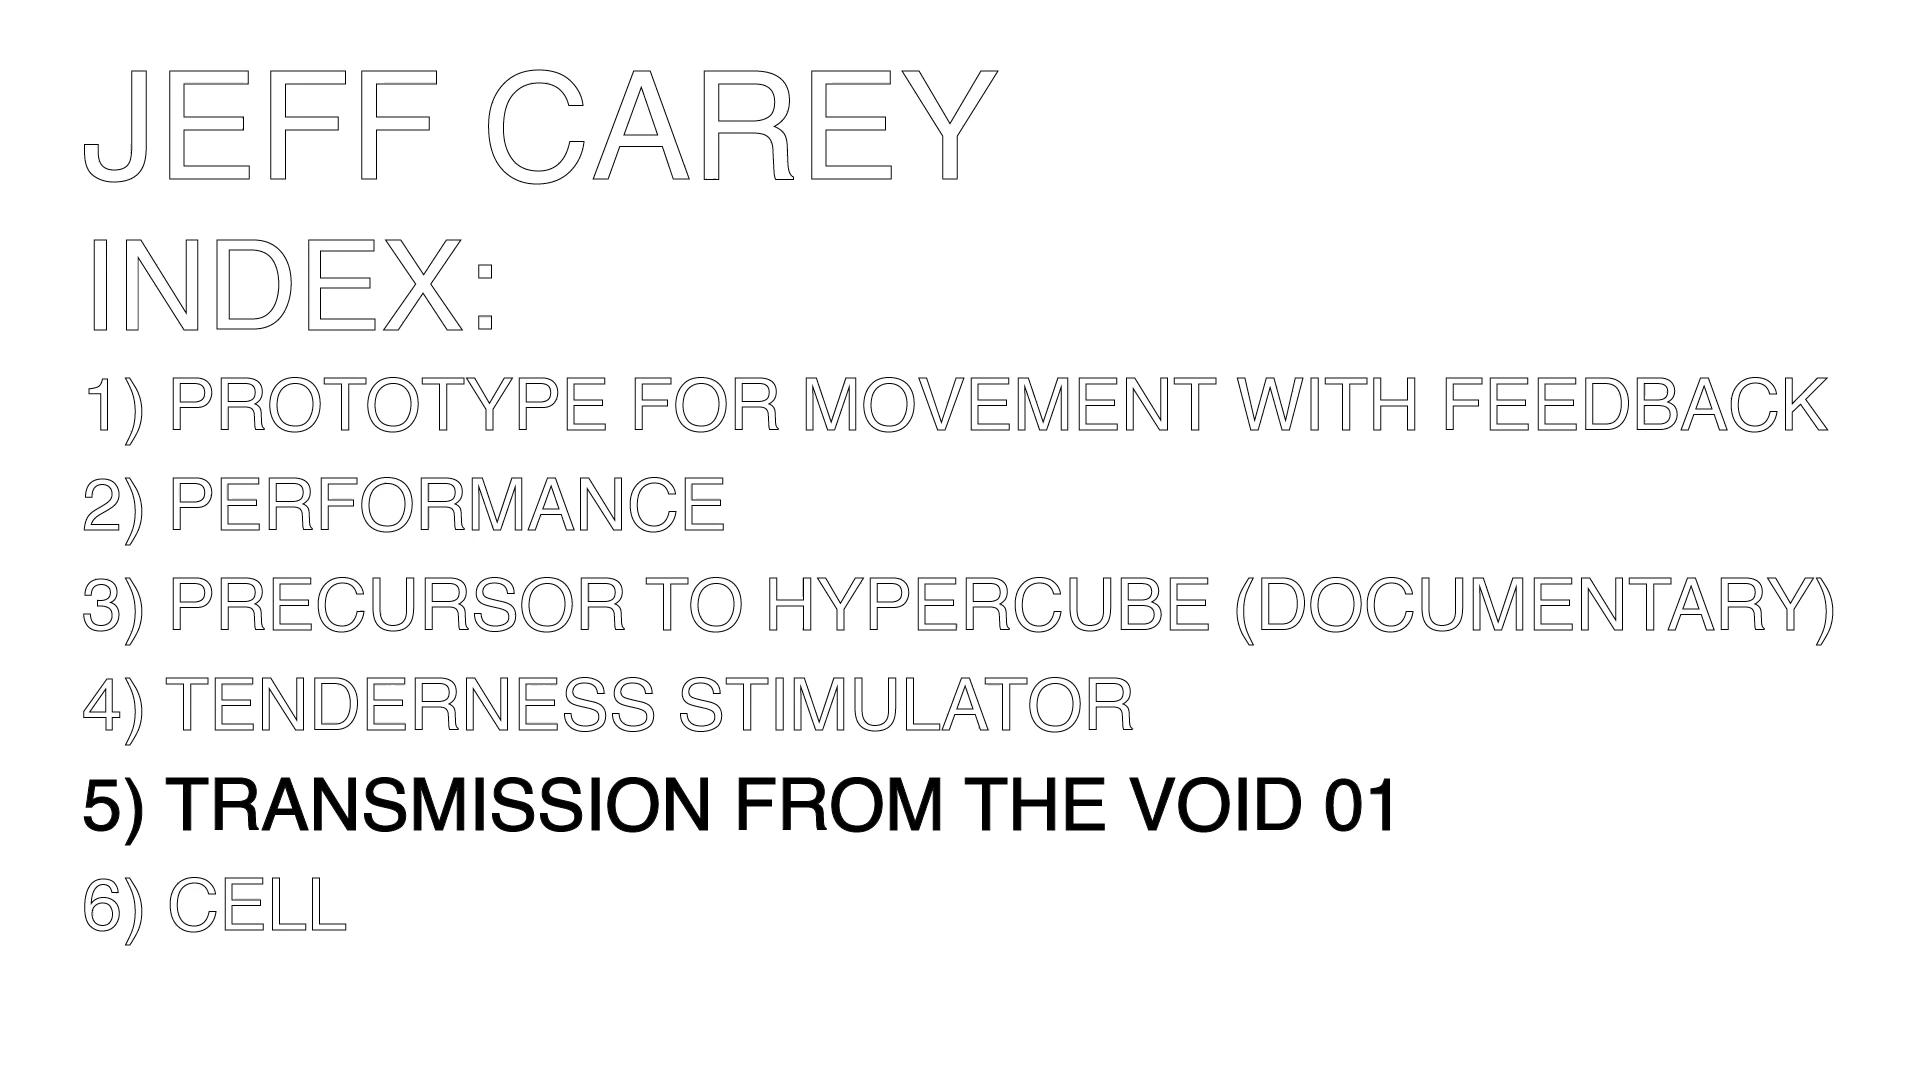 JEFF CAREY
INDEX:
1) PROTOTYPE FOR MOVEMENT WITH FEEDBACK
2) PERFORMANCE
3) PRECURSOR TO HYPERCUBE (DOCUMENTARY)
4) TENDERNESS STIMULATOR
5) TRANSMISSION FROM THE VOID 01
6) CELL